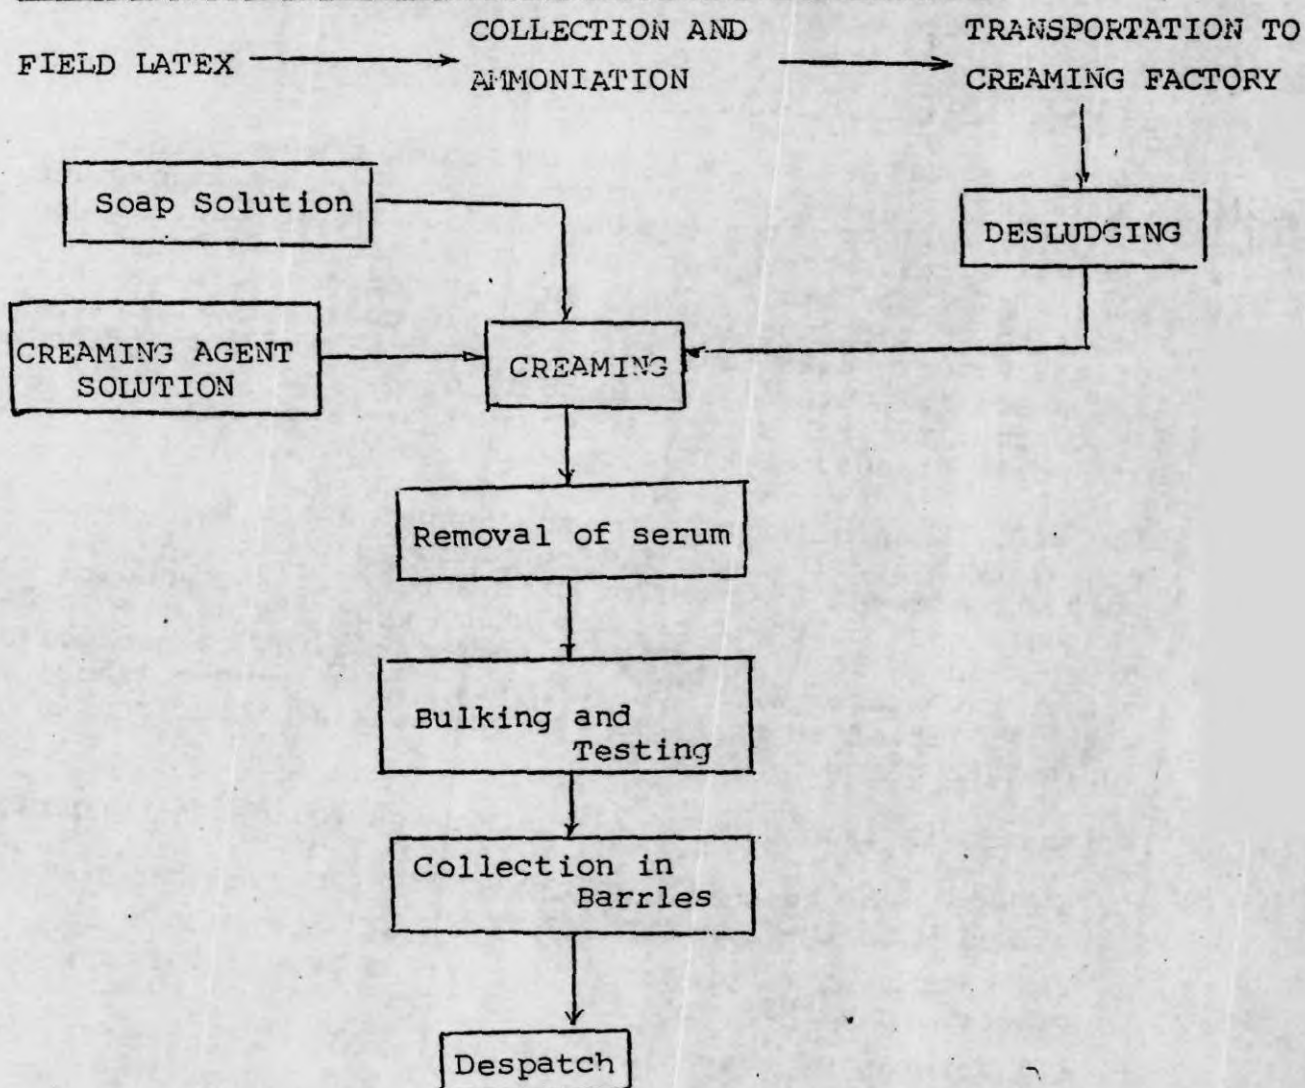 FIELD LATEX
COLLECTION AND
AMMONIATION
TRANSPORTATION TO
CREAMING FACTORY
Soap Solution
DESLUDGING
CREAMING AGENT
SOLUTION
CREAMING
Removal of serum
Bulking and
Testing
Collection in
Barrles
Despatch